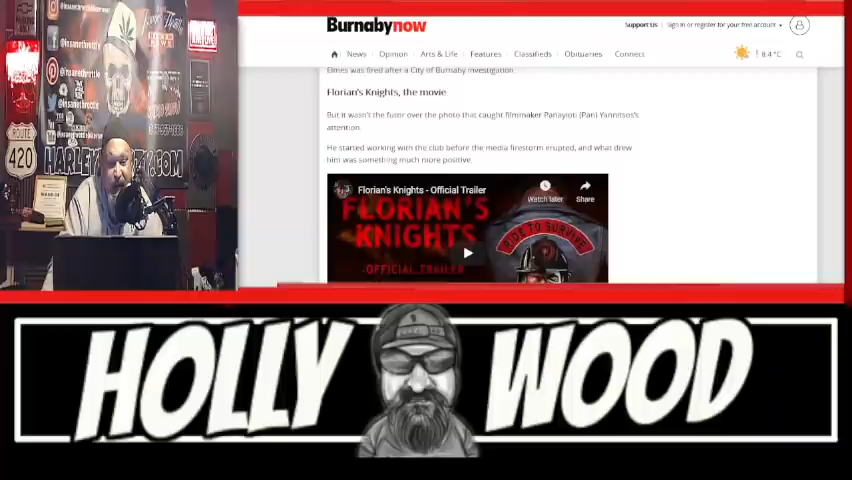 Burnabynow
Support Us
Sign in or register for your free account
News
Opinion
Arts & Life
Features
Classifieds
Obituaries
Connect
8.4°C
Elmes was fired after a City of Burnaby investigation.
Florian's Knights, the movie
But it wasn't the furor over the photo that caught filmmaker Panayioti (Pan) Yannitsos's
attention.
He started working with the club before the media firestorm erupted, and what drew
him was something much more positive.
Florian's Knights - Official Trailer
Watch later
Share
FLORIAN'S
KNIGHTS
-OFFICIAL TRAILER
RIDE TO SURVIVE
@insanethrottle
ROUTE
420
HOLLY WOOD